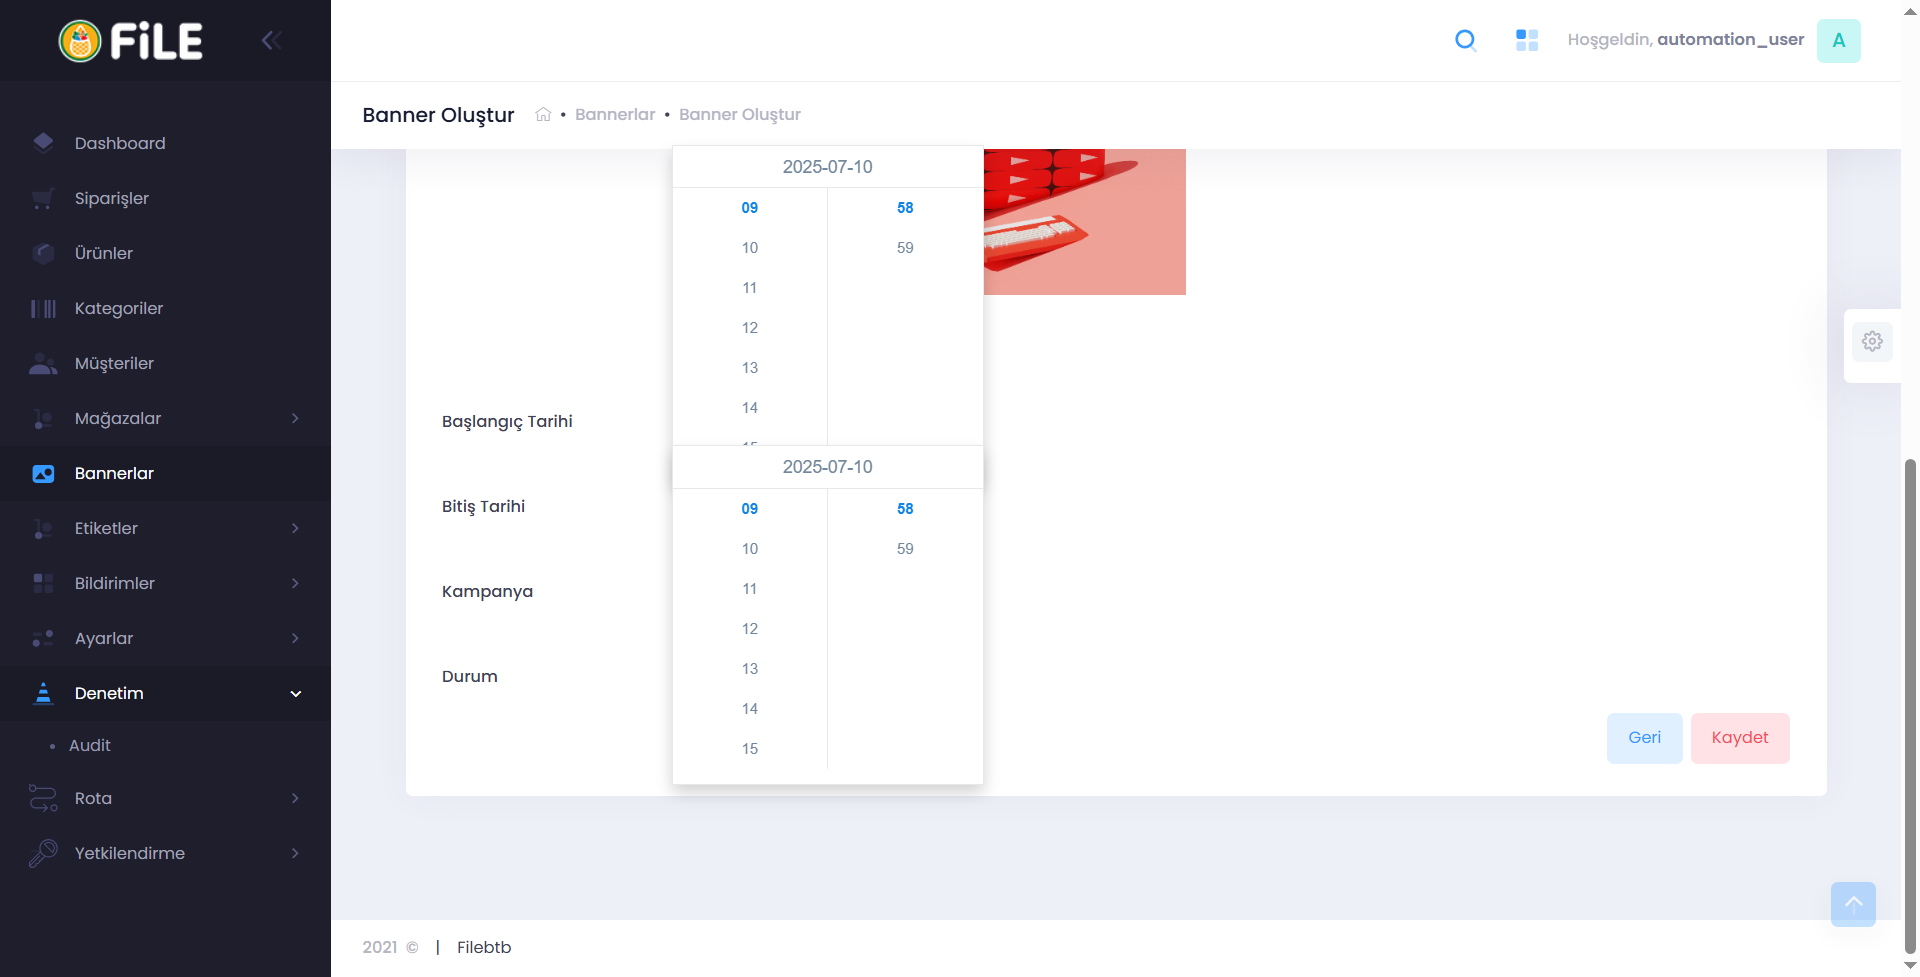 FiLE
Hoşgeldin, automation_user
A
Banner Oluştur
• Bannerlar • Banner Oluştur
Dashboard
Siparişler
Ürünler
Kategoriler
Müşteriler
Mağazalar
Bannerlar
Etiketler
Bildirimler
Ayarlar
Denetim
Audit
Rota
Yetkilendirme
2025-07-10
09 58
10 59
11
12
13
14
15
Başlangıç Tarihi
2025-07-10
Bitiş Tarihi
09 58
10 59
11
12
13
14
15
Kampanya
Durum
Geri
Kaydet
2021 © | Filebtb